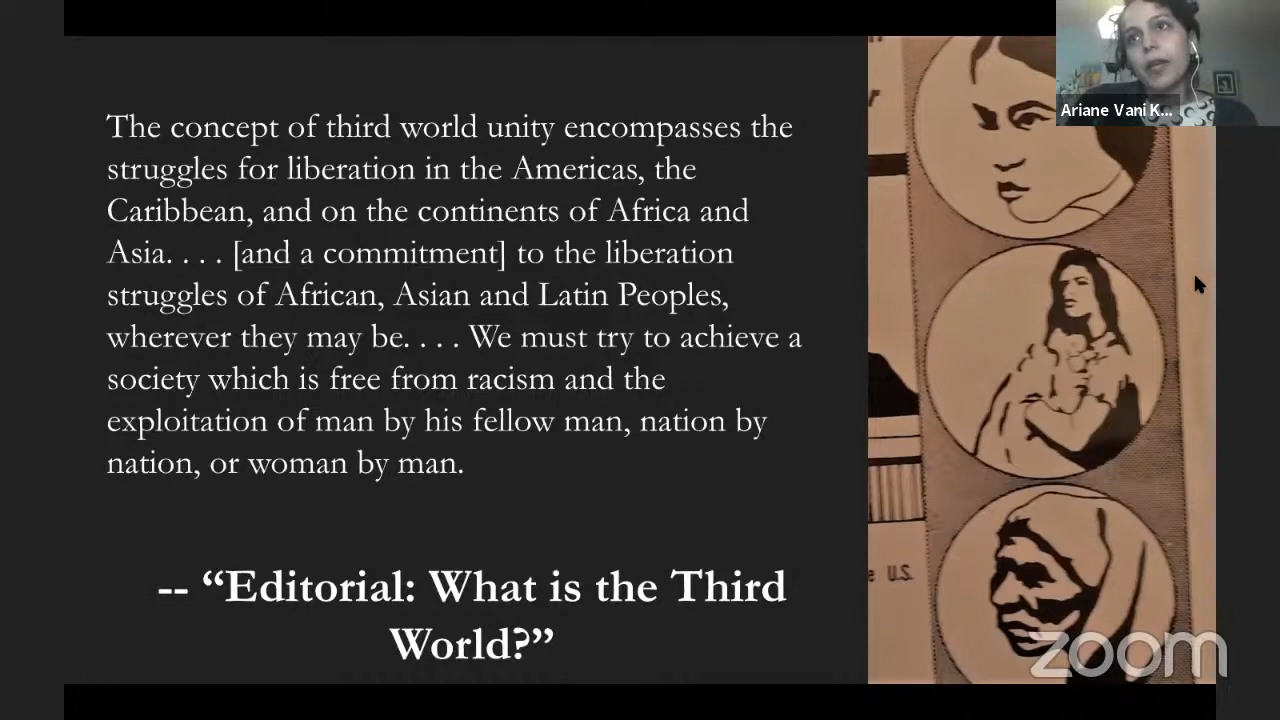 The concept of third world unity encompasses the
struggles for liberation in the Americas, the
Caribbean, and on the continents of Africa and
Asia. . . . [and a commitment] to the liberation
struggles of African, Asian and Latin Peoples,
wherever they may be. . . . We must try to achieve a
society which is free from racism and the
exploitation of man by his fellow man, nation by
nation, or woman by man.
-- “Editorial: What is the Third
World?”
Ariane Vani K...
U.S.
zoom